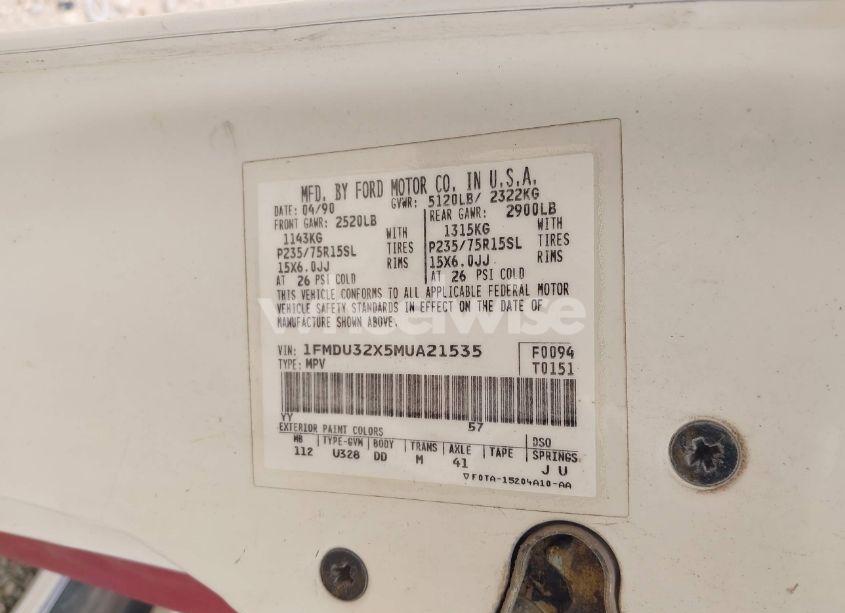 MFD. BY FORD MOTOR CO. IN U.S.A.
DATE: 04/90 GVWR: 5120LB/ 2322KG
FRONT GAWR: 2520LB REAR GAWR: 2900LB
1143KG WITH 1315KG WITH
P235/75R15SL TIRES P235/75R15SL TIRES
15X6.0JJ RIMS 15X6.0JJ RIMS
AT 26 PSI COLD AT 26 PSI COLD
THIS VEHICLE CONFORMS TO ALL APPLICABLE FEDERAL MOTOR
VEHICLE SAFETY STANDARDS IN EFFECT ON THE DATE OF
MANUFACTURE SHOWN ABOVE.
wheelwise
VIN: 1FMDU32X5MUA21535 F0094
TYPE: MPV T0151
YY 57
EXTERIOR PAINT COLORS DSO
WB TYPE-GVW BODY TRANS AXLE TAPE SPRINGS
112 U328 DD M 41 J U
▽F0TA-15204A10-AA